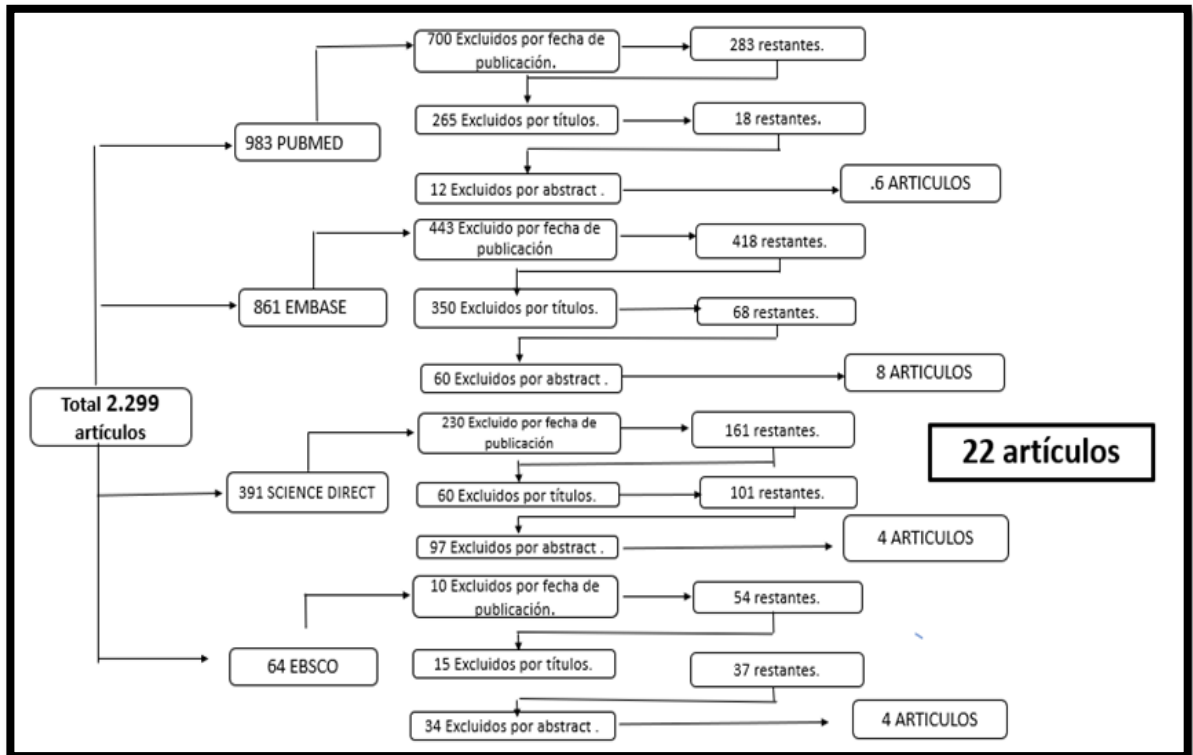 700 Excluidos por fecha de
publicación.
283 restantes.
265 Excluidos por títulos.
18 restantes.
983 PUBMED
12 Excluidos por abstract .
.6 ARTICULOS
443 Excluido por fecha de
publicación
418 restantes.
861 EMBASE
350 Excluidos por títulos.
68 restantes.
60 Excluidos por abstract .
8 ARTICULOS
Total 2.299
artículos
230 Excluido por fecha de
publicación
161 restantes.
22 artículos
391 SCIENCE DIRECT
60 Excluidos por títulos.
101 restantes.
97 Excluidos por abstract .
4 ARTICULOS
10 Excluidos por fecha de
publicación.
54 restantes.
64 EBSCO
15 Excluidos por títulos.
37 restantes.
34 Excluidos por abstract .
4 ARTICULOS